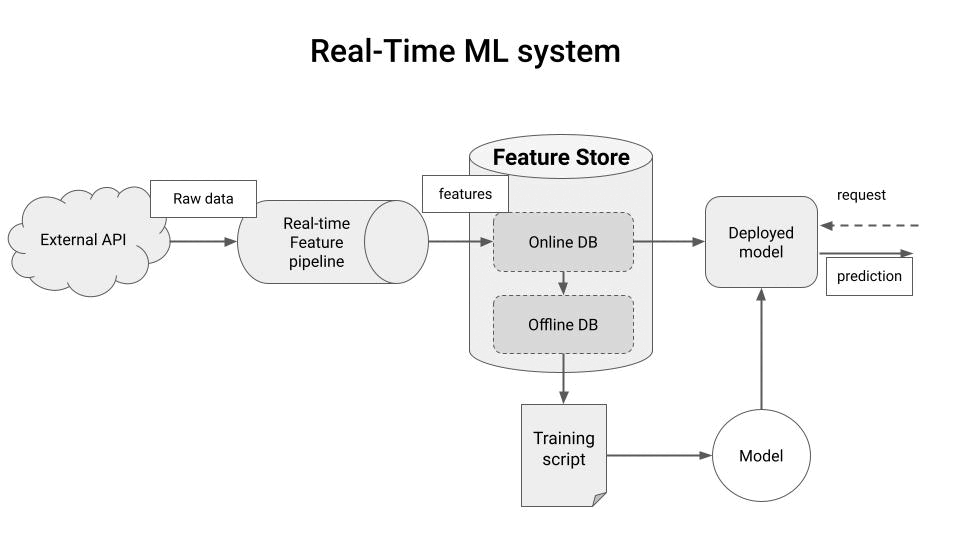 Real-Time ML system
Feature Store
Raw data
features
request
External API
Real-time
Feature
pipeline
Online DB
Deployed
model
prediction
Offline DB
Training
script
Model